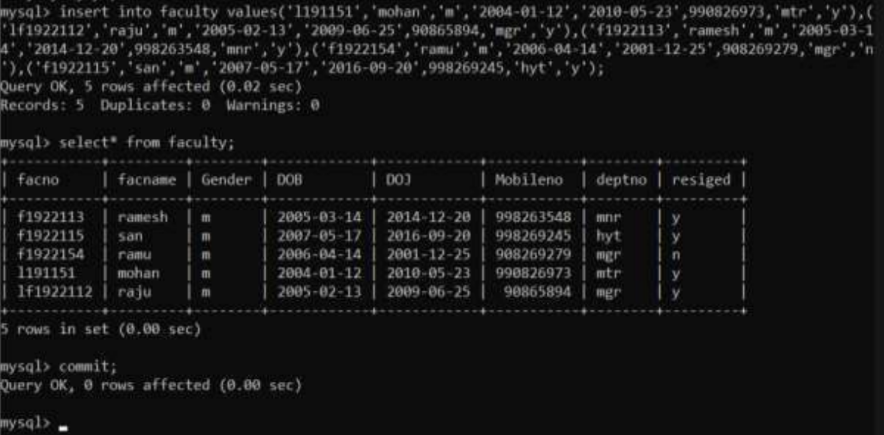 mysql> insert into faculty values('l191151','mohan','m','2004-01-12','2010-05-23',990826973,'mtr','y'),(
'lf1922112','raju','m','2005-02-13','2009-06-25',90865894,'mgr','y'),('f1922113','ramesh','m','2005-03-1
4','2014-12-20',998263548,'mnr','y'),('f1922154','ramu','m','2006-04-14','2001-12-25',908269279,'mgr','n
'),('f1922115','san','m','2007-05-17','2016-09-20',998269245,'hyt','y');
Query OK, 5 rows affected (0.02 sec)
Records: 5  Duplicates: 0  Warnings: 0
mysql> select* from faculty;
| facno | facname | Gender | DOB | DOJ | Mobileno | deptno | resiged |
| f1922113 | ramesh | m | 2005-03-14 | 2014-12-20 | 998263548 | mnr | y |
| f1922115 | san | m | 2007-05-17 | 2016-09-20 | 998269245 | hyt | y |
| f1922154 | ramu | m | 2006-04-14 | 2001-12-25 | 908269279 | mgr | n |
| l191151 | mohan | m | 2004-01-12 | 2010-05-23 | 990826973 | mtr | y |
| lf1922112 | raju | m | 2005-02-13 | 2009-06-25 | 90865894 | mgr | y |
5 rows in set (0.00 sec)
mysql> commit;
Query OK, 0 rows affected (0.00 sec)
mysql>